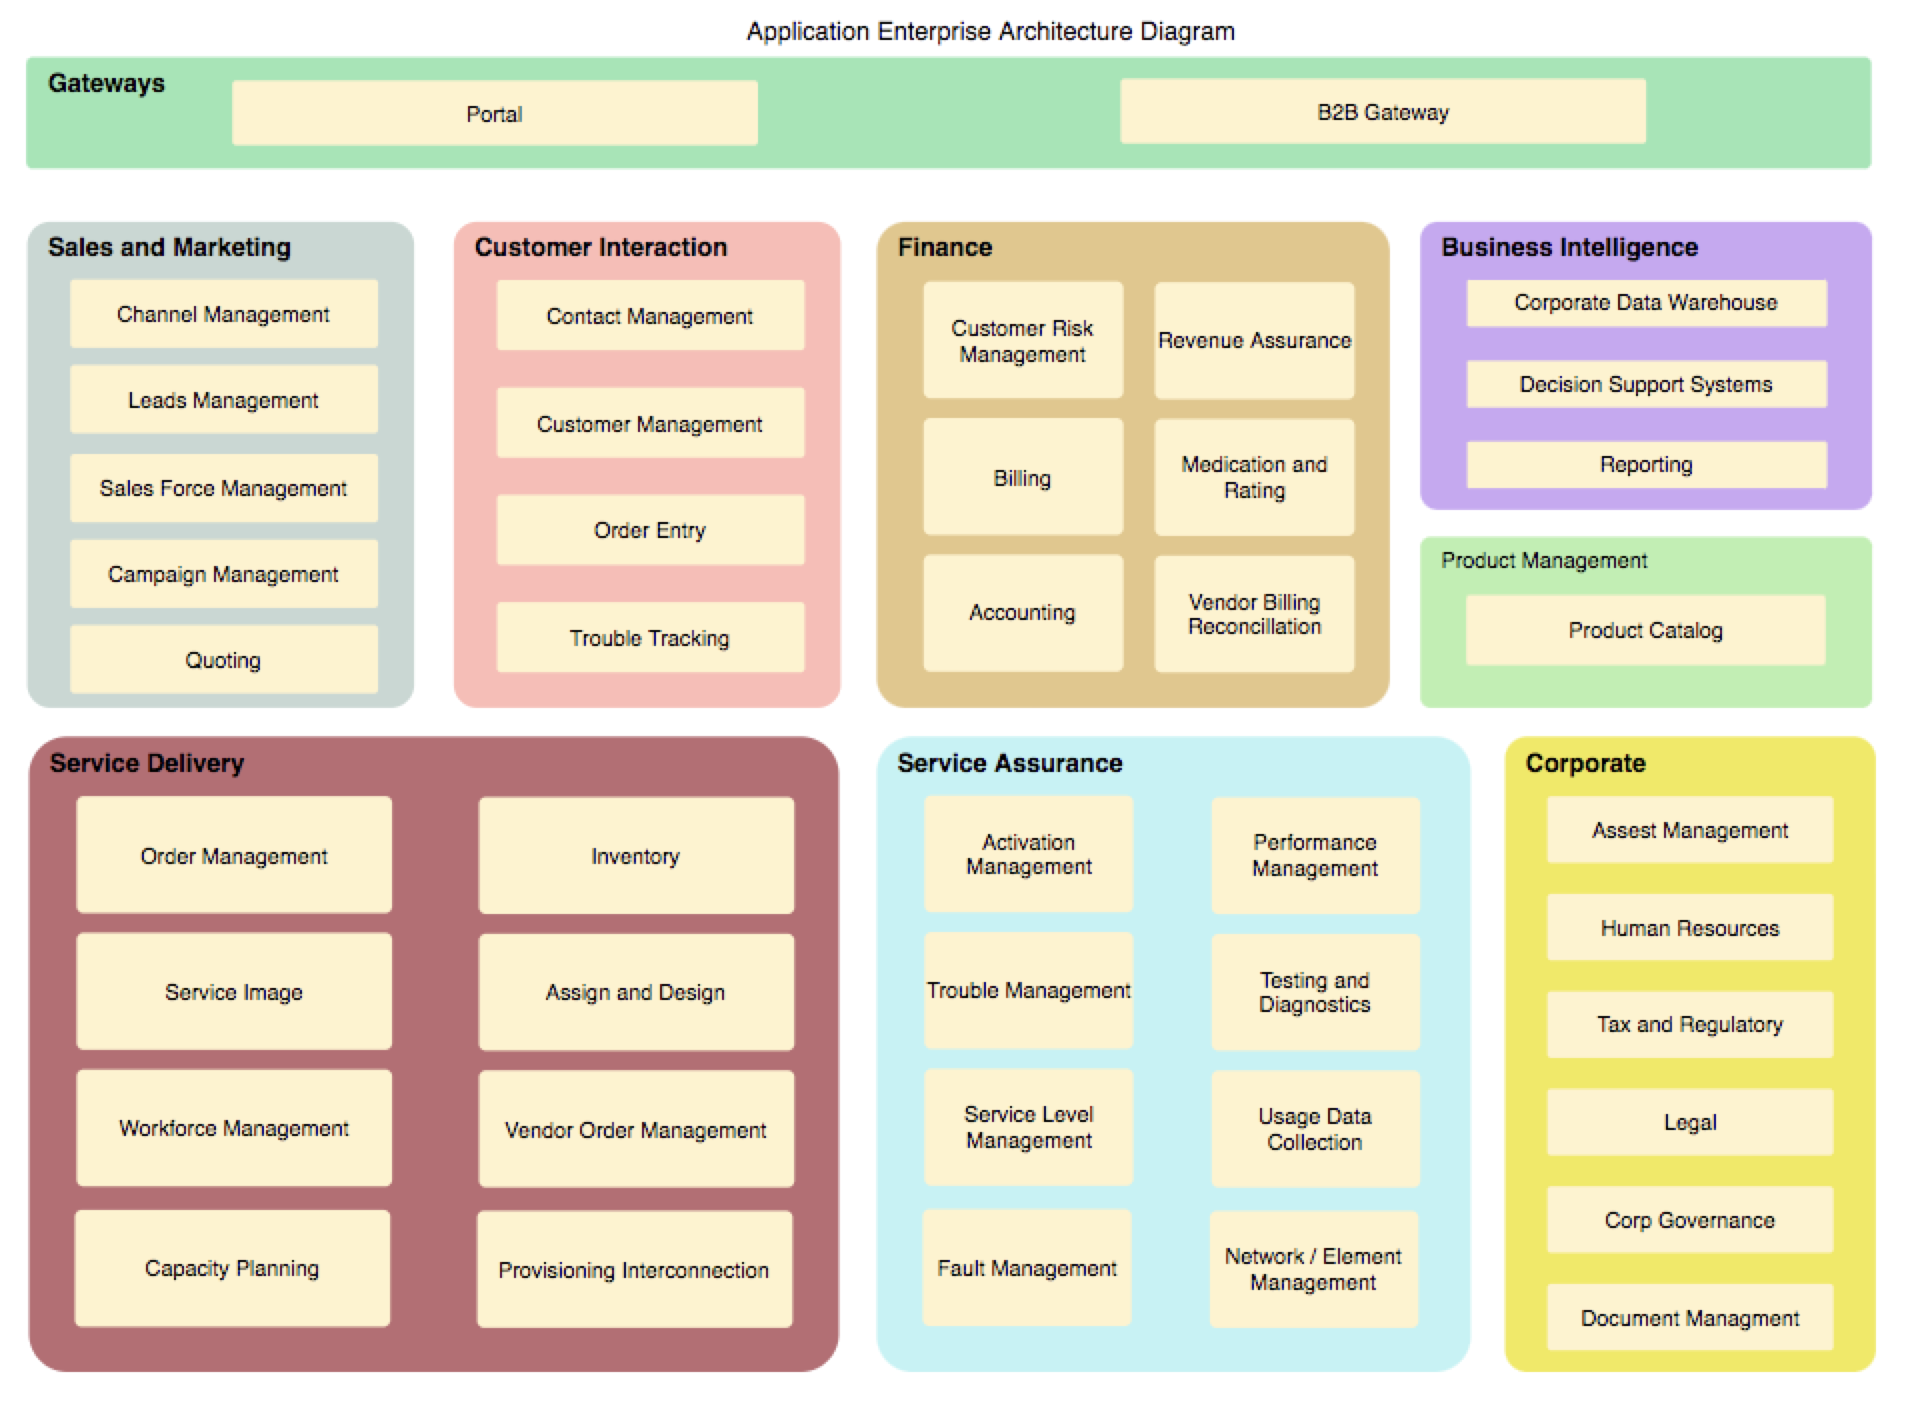 Application Enterprise Architecture Diagram
Gateways
Portal
B2B Gateway
Sales and Marketing
Channel Management
Leads Management
Sales Force Management
Campaign Management
Quoting
Customer Interaction
Contact Management
Customer Management
Order Entry
Trouble Tracking
Finance
Customer Risk
Management
Revenue Assurance
Billing
Medication and
Rating
Accounting
Vendor Billing
Reconcillation
Business Intelligence
Corporate Data Warehouse
Decision Support Systems
Reporting
Product Management
Product Catalog
Service Delivery
Order Management
Inventory
Service Image
Assign and Design
Workforce Management
Vendor Order Management
Capacity Planning
Provisioning Interconnection
Service Assurance
Activation
Management
Performance
Management
Trouble Management
Testing and
Diagnostics
Service Level
Management
Usage Data
Collection
Fault Management
Network / Element
Management
Corporate
Assest Management
Human Resources
Tax and Regulatory
Legal
Corp Governance
Document Managment